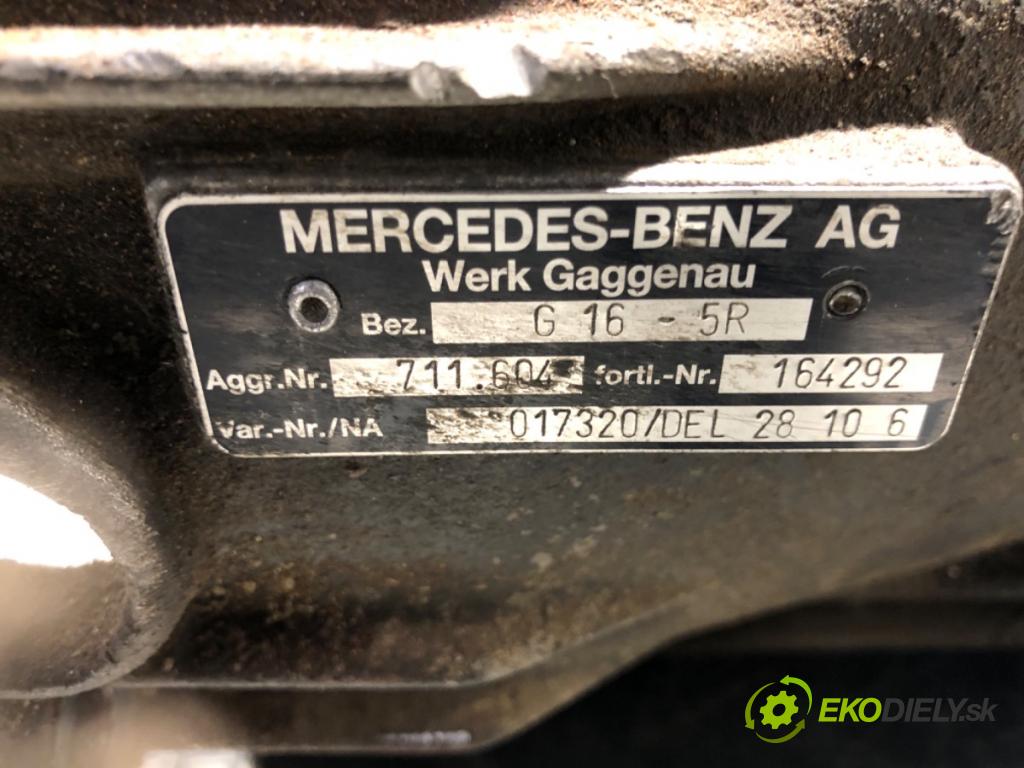 MERCEDES-BENZ AG
Werk Gaggenau
Bez. G 16 - 5R
Aggr.Nr. 711.604 fortl.-Nr. 164292
Var.-Nr./NA 017320/DEL 28 10 6
EKODIELY.sk